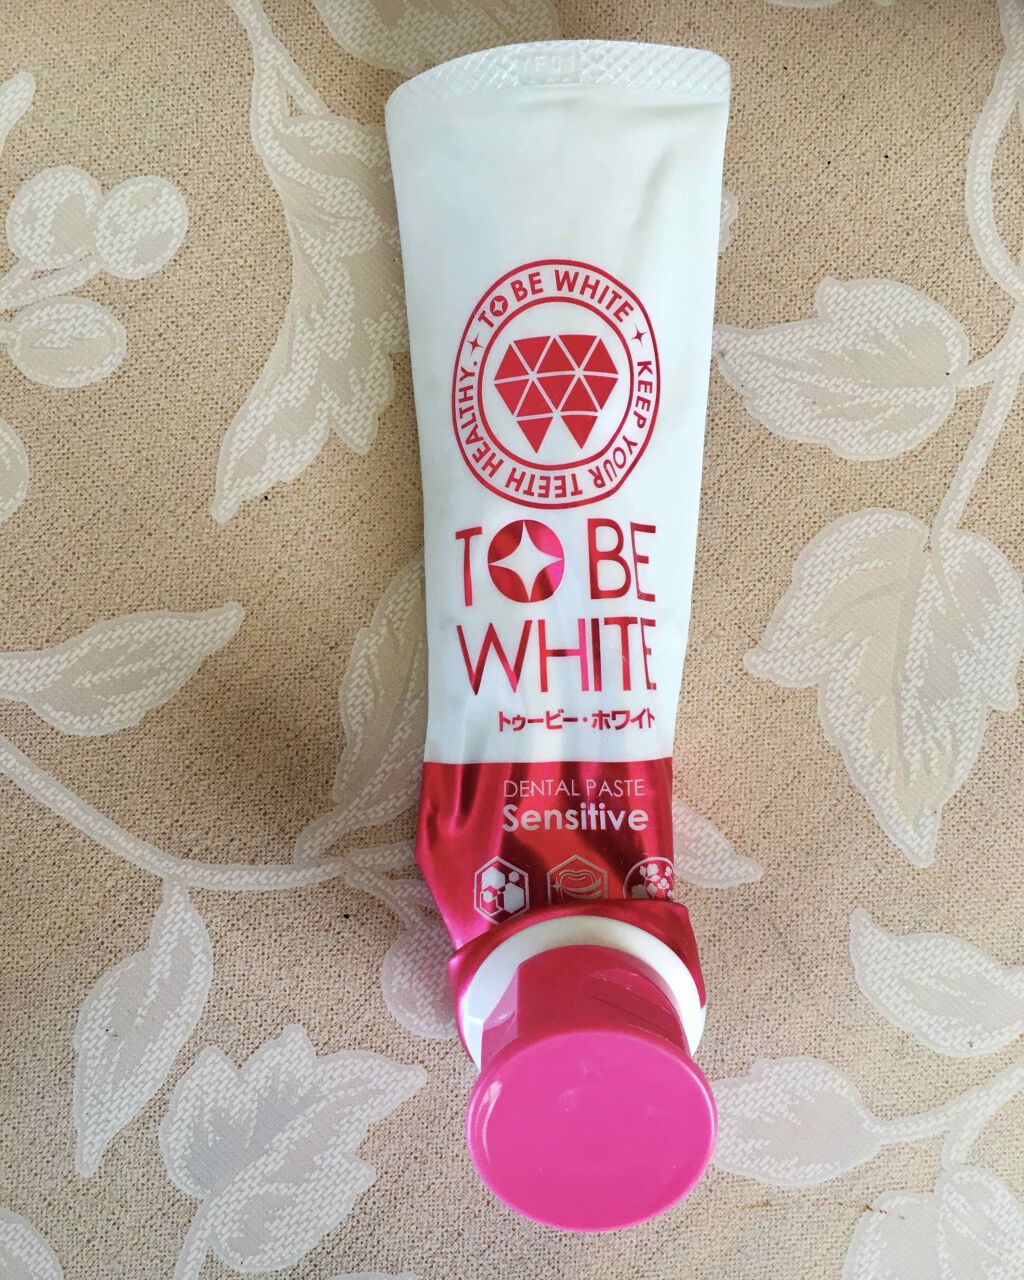 TO BE WHITE
KEEP YOUR TEETH HEALTHY.
TO BE
WHITE
トゥービー・ホワイト
DENTAL PASTE
Sensitive